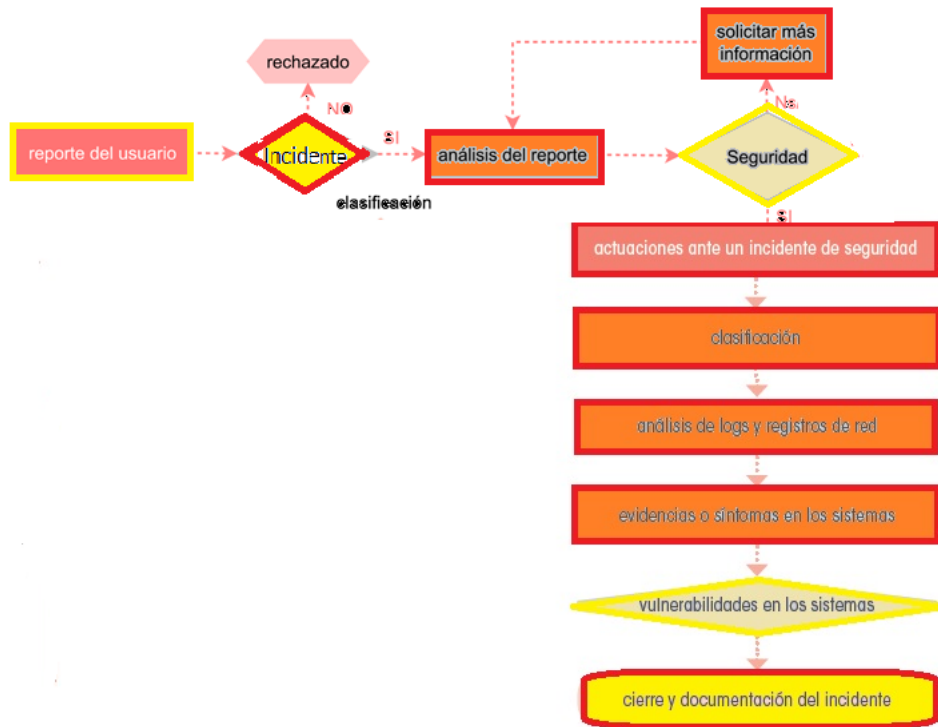 solicitar más
información
rechazado
NO
No.
reporte del usuario
Incidente
SI
análisis del reporte
Seguridad
clasificación
SI
actuaciones ante un incidente de seguridad
clasificación
análisis de logs y registros de red
evidencias o síntomas en los sistemas
vulnerabilidades en los sistemas
cierre y documentación del incidente